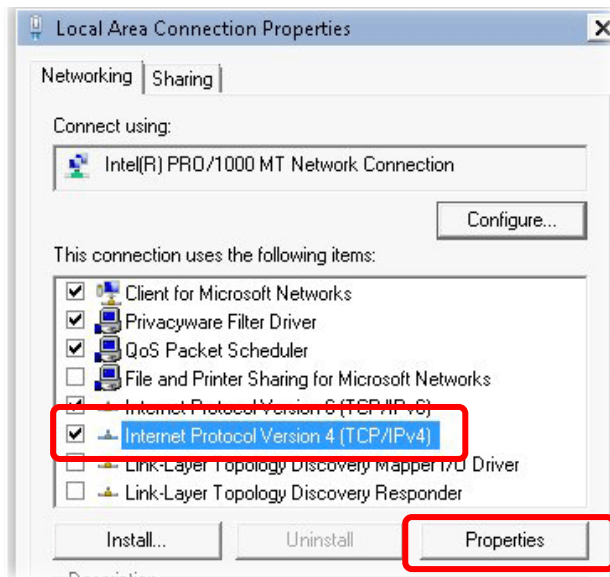 Local Area Connection Properties
Networking
Sharing
Connect using:
Intel(R) PRO/1000 MT Network Connection
Configure...
This connection uses the following items:
Client for Microsoft Networks
Privacyware Filter Driver
QoS Packet Scheduler
File and Printer Sharing for Microsoft Networks
Internet Protocol Version 6 (TCP/IPv6)
Internet Protocol Version 4 (TCP/IPv4)
Link-Layer Topology Discovery Mapper I/O Driver
Link-Layer Topology Discovery Responder
Install...
Uninstall
Properties
Description